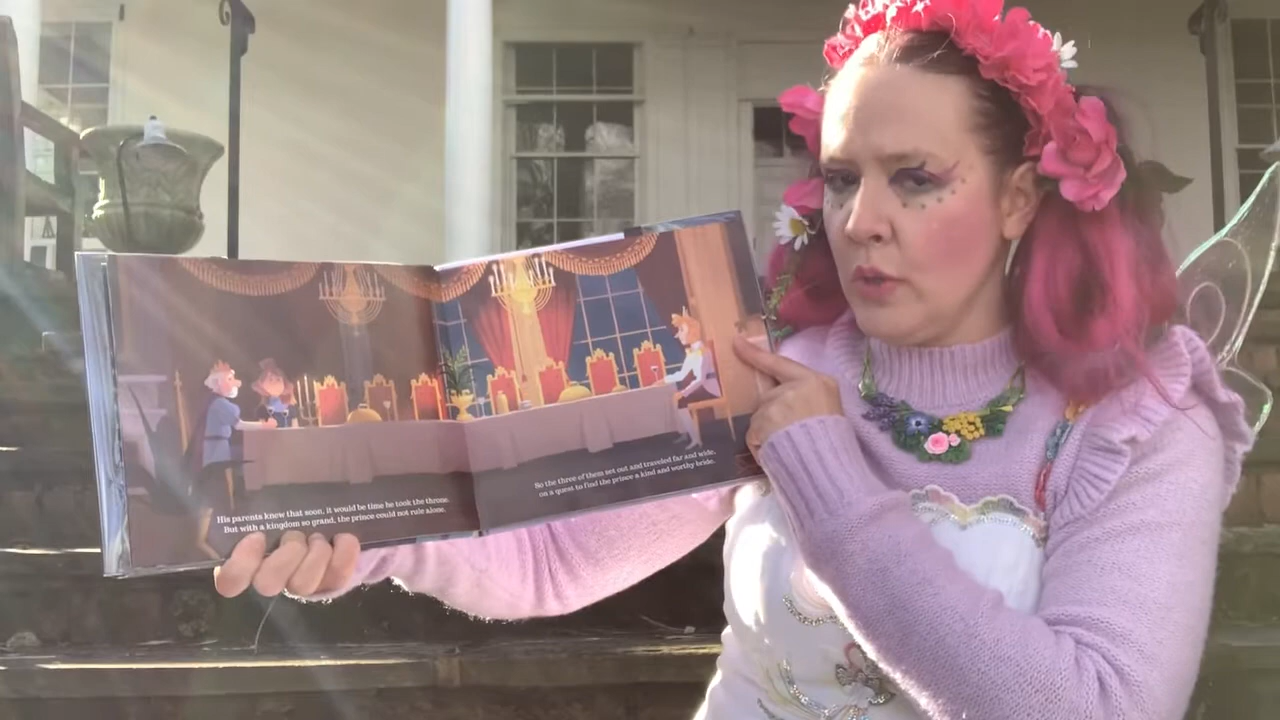 His parents knew that soon, it would be time he took the throne.
But with a kingdom so grand, the prince could not rule alone.
So the three of them set out and traveled far and wide,
on a quest to find the prince a kind and worthy bride.